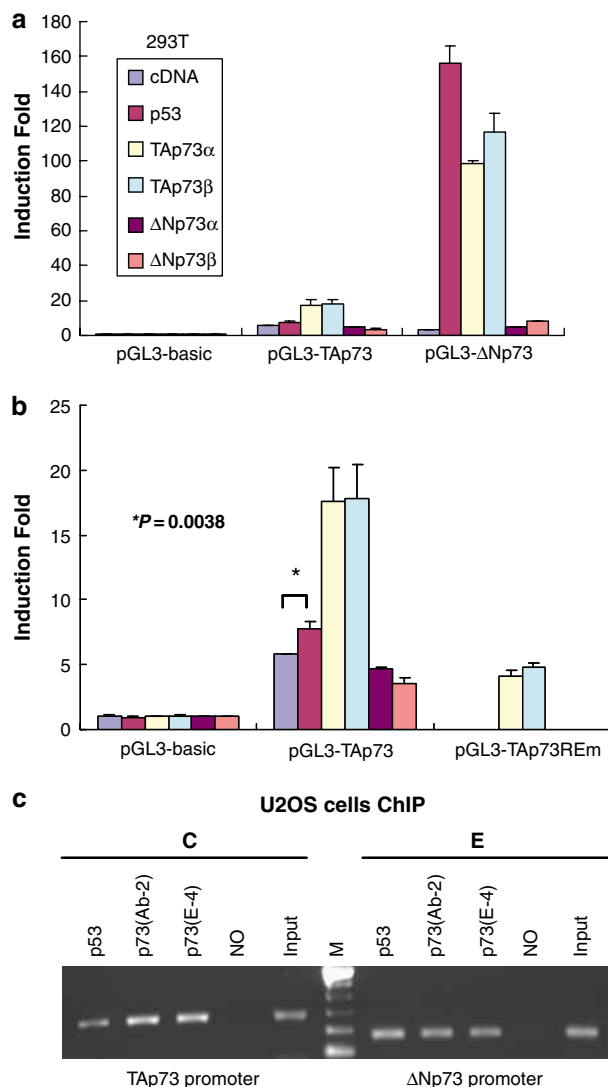 a
180
160
140
120
100
80
60
40
20
0
Induction Fold
293T
cDNA
p53
TAp73α
TAp73β
ΔNp73α
ΔNp73β
pGL3-basic
pGL3-TAp73
pGL3-ΔNp73
b
25
20
15
10
5
0
Induction Fold
*P = 0.0038
*
pGL3-basic
pGL3-TAp73
pGL3-TAp73REm
c
U2OS cells ChIP
C
E
p53
p73(Ab-2)
p73(E-4)
NO
Input
M
p53
p73(Ab-2)
p73(E-4)
NO
Input
TAp73 promoter
ΔNp73 promoter